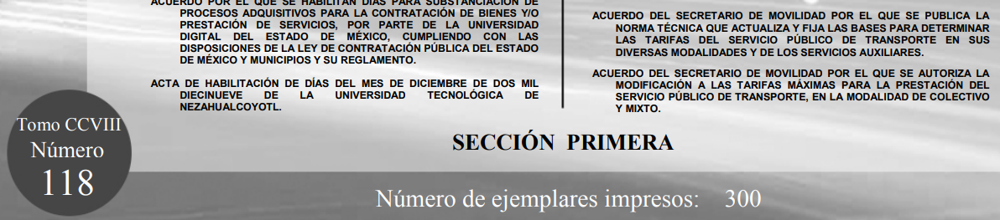 ACUERDO POR EL QUE SE HABILITAN DÍAS PARA SUBSTANCIACIÓN DE
PROCESOS ADQUISITIVOS PARA LA CONTRATACIÓN DE BIENES Y/O
PRESTACIÓN DE SERVICIOS, POR PARTE DE LA UNIVERSIDAD
DIGITAL DEL ESTADO DE MÉXICO, CUMPLIENDO CON LAS
DISPOSICIONES DE LA LEY DE CONTRATACIÓN PÚBLICA DEL ESTADO
DE MÉXICO Y MUNICIPIOS Y SU REGLAMENTO.
ACTA DE HABILITACIÓN DE DÍAS DEL MES DE DICIEMBRE DE DOS MIL
DIECINUEVE DE LA UNIVERSIDAD TECNOLÓGICA DE
NEZAHUALCOYOTL.
ACUERDO DEL SECRETARIO DE MOVILIDAD POR EL QUE SE PUBLICA LA
NORMA TÉCNICA QUE ACTUALIZA Y FIJA LAS BASES PARA DETERMINAR
LAS TARIFAS DEL SERVICIO PÚBLICO DE TRANSPORTE EN SUS
DIVERSAS MODALIDADES Y DE LOS SERVICIOS AUXILIARES.
ACUERDO DEL SECRETARIO DE MOVILIDAD POR EL QUE SE AUTORIZA LA
MODIFICACIÓN A LAS TARIFAS MÁXIMAS PARA LA PRESTACIÓN DEL
SERVICIO PÚBLICO DE TRANSPORTE, EN LA MODALIDAD DE COLECTIVO
Y MIXTO.
Tomo CCVIII
Número
118
SECCIÓN PRIMERA
Número de ejemplares impresos: 300